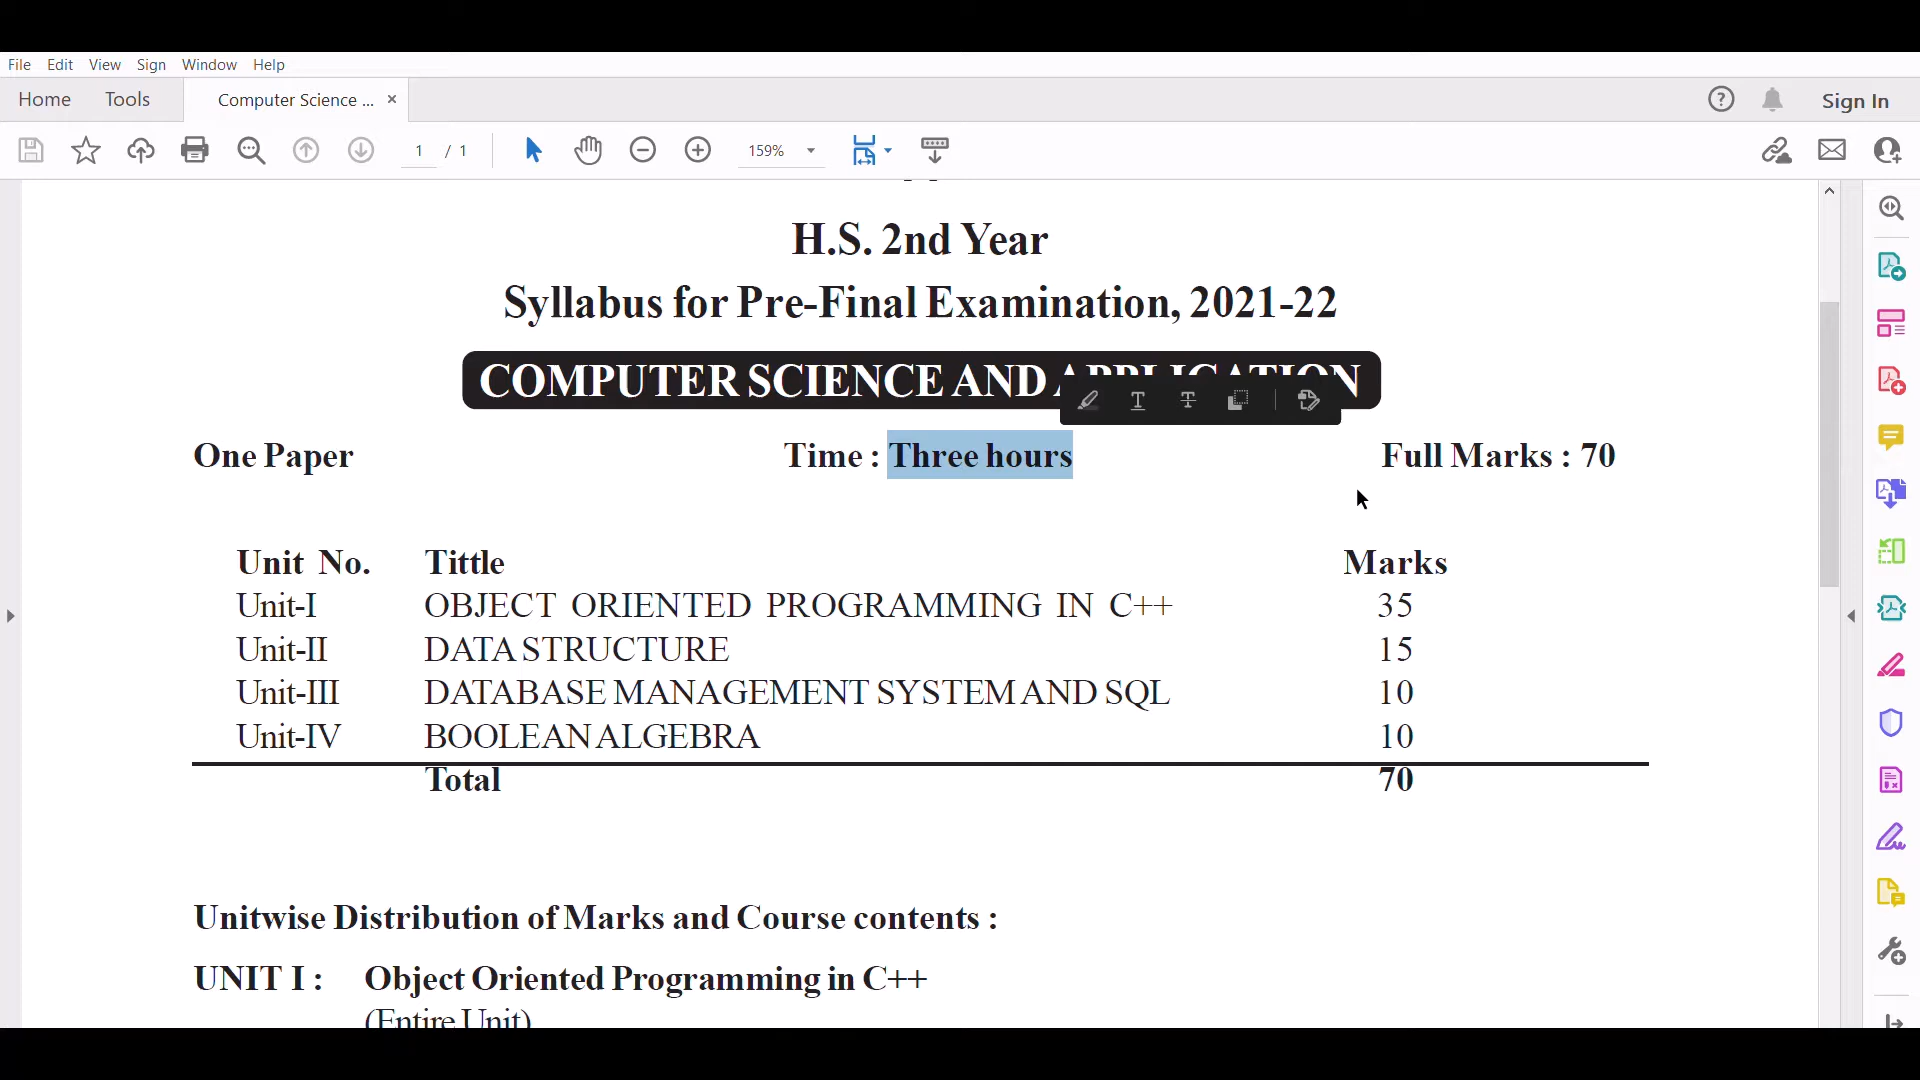 File Edit View Sign Window Help
Home Tools Computer Science ... × Sign In
1 / 1 159%
H.S. 2nd Year
Syllabus for Pre-Final Examination, 2021-22
COMPUTER SCIENCE AND APPLICATION
One Paper Time : Three hours Full Marks : 70
Unit No. Tittle Marks
Unit-I OBJECT ORIENTED PROGRAMMING IN C++ 35
Unit-II DATA STRUCTURE 15
Unit-III DATABASE MANAGEMENT SYSTEM AND SQL 10
Unit-IV BOOLEAN ALGEBRA 10
Total 70
Unitwise Distribution of Marks and Course contents :
UNIT I : Object Oriented Programming in C++
(Entire Unit)